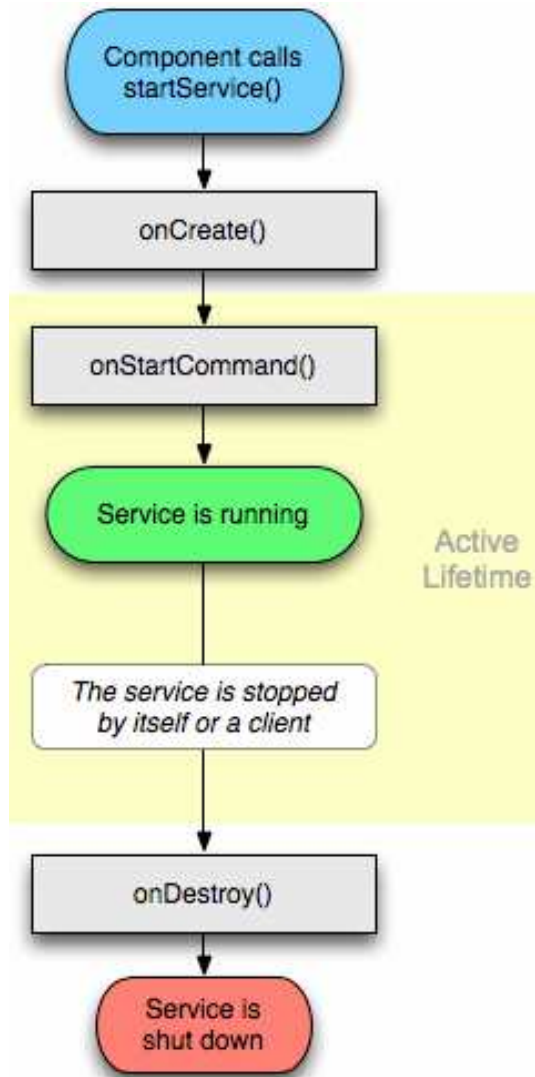 Component calls
startService()
onCreate()
onStartCommand()
Service is running
Active
Lifetime
The service is stopped
by itself or a client
onDestroy()
Service is
shut down